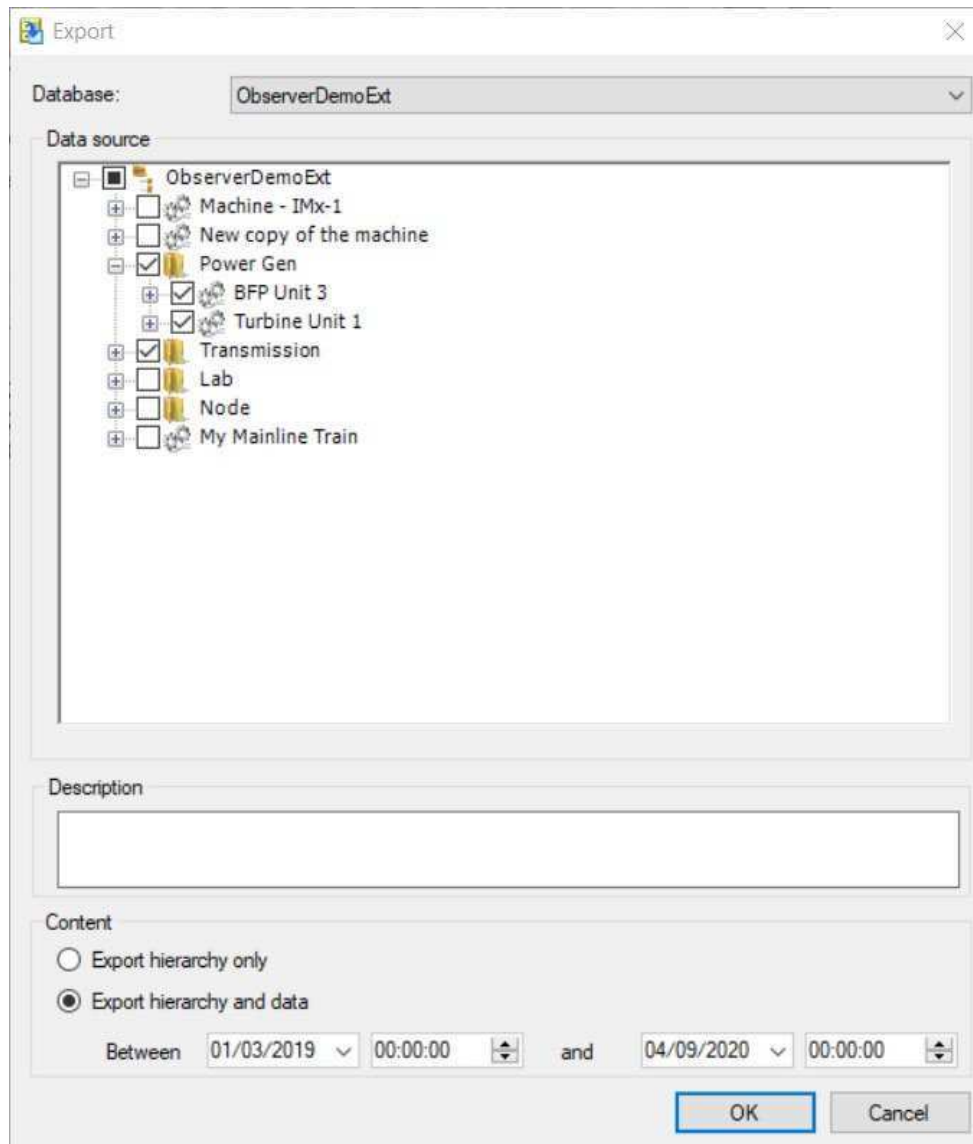 Export
Database: ObserverDemoExt
Data source
ObserverDemoExt
Machine - IMx-1
New copy of the machine
Power Gen
BFP Unit 3
Turbine Unit 1
Transmission
Lab
Node
My Mainline Train
Description
Content
Export hierarchy only
Export hierarchy and data
Between 01/03/2019 00:00:00 and 04/09/2020 00:00:00
OK Cancel